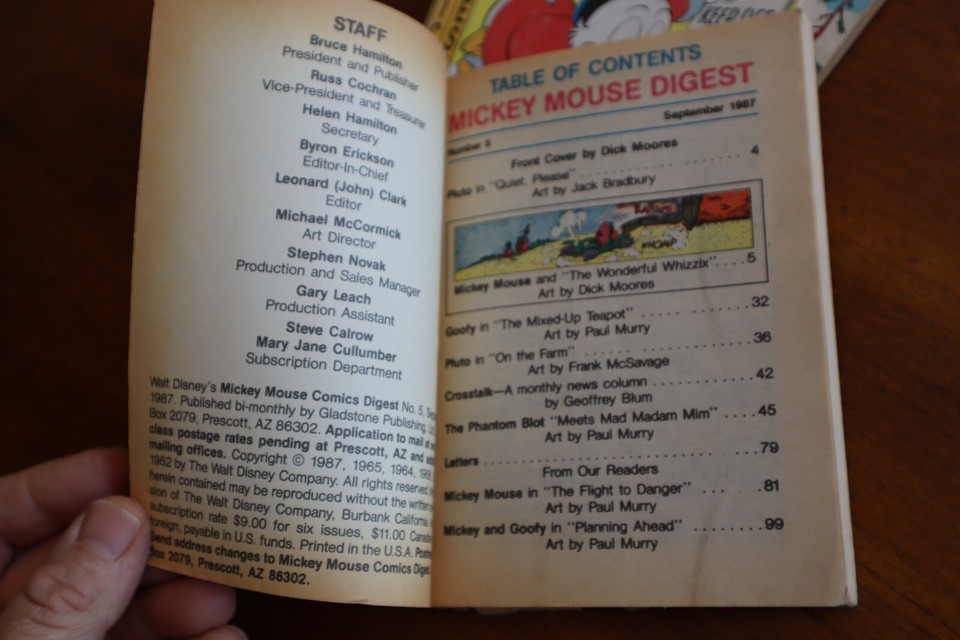 KEEP OFF
STAFF
Bruce Hamilton
President and Publisher
Russ Cochran
Vice-President and Treasurer
Helen Hamilton
Secretary
Byron Erickson
Editor-In-Chief
Leonard (John) Clark
Editor
Michael McCormick
Art Director
Stephen Novak
Production and Sales Manager
Gary Leach
Production Assistant
Steve Calrow
Mary Jane Cullumber
Subscription Department
Walt Disney's Mickey Mouse Comics Digest No. 5,
1987. Published bi-monthly by Gladstone Publishing,
Box 2079, Prescott, AZ 86302. Application to mail at
class postage rates pending at Prescott, AZ and
mailing offices. Copyright © 1987, 1965, 1964,
1962 by The Walt Disney Company. All rights reserved.
herein contained may be reproduced without the written
sion of The Walt Disney Company, Burbank California,
subscription rate $9.00 for six issues, $11.00
foreign, payable in U.S. funds. Printed in the U.S.A.
Send address changes to Mickey Mouse Comics Digest,
Box 2079, Prescott, AZ 86302.
TABLE OF CONTENTS
MICKEY MOUSE DIGEST
Number September 1987
Front Cover by Dick Moores
Pluto in "Quiet, Please" ........ 4
Art by Jack Bradbury
Mickey Mouse and "The Wonderful Whizzix" .... 5
Art by Dick Moores
Goofy in "The Mixed-Up Teapot" ........ 32
Art by Paul Murry
Pluto in "On the Farm" ........ 36
Art by Frank McSavage
Crosstalk—A monthly news column ........ 42
by Geoffrey Blum
The Phantom Blot "Meets Mad Madam Mim" ..... 45
Art by Paul Murry
Letters ........ 79
From Our Readers
Mickey Mouse in "The Flight to Danger" ... . 81
Art by Paul Murry
Mickey and Goofy in "Planning Ahead" ........ 99
Art by Paul Murry